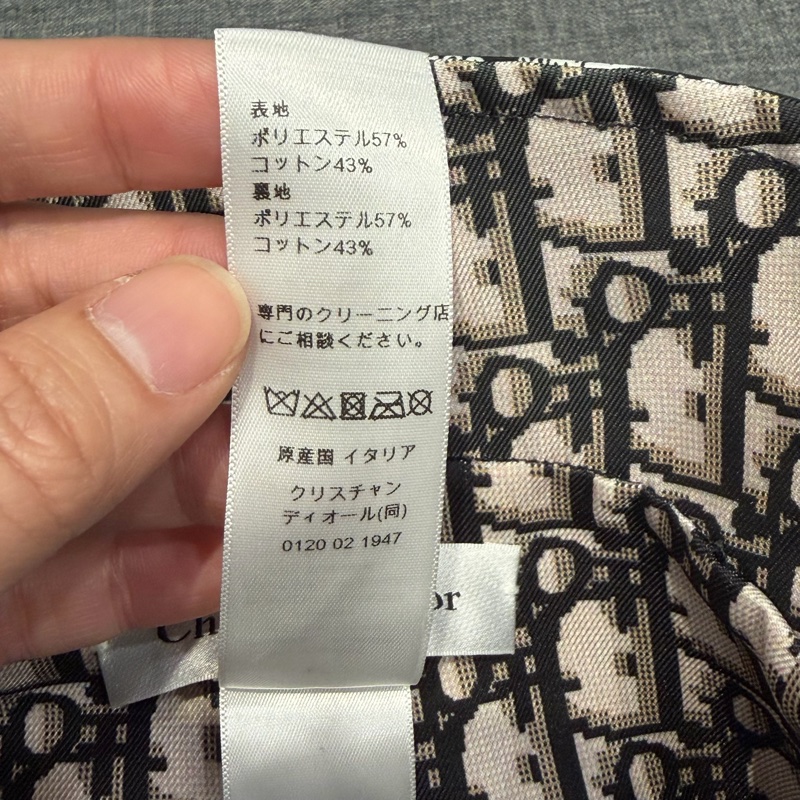 表地
ポリエステル57%
コットン43%
裏地
ポリエステル57%
コットン43%
専門のクリーニング店
にご相談ください。
原産国 イタリア
クリスチャン
ディオール(同)
0120 02 1947
Ch
or